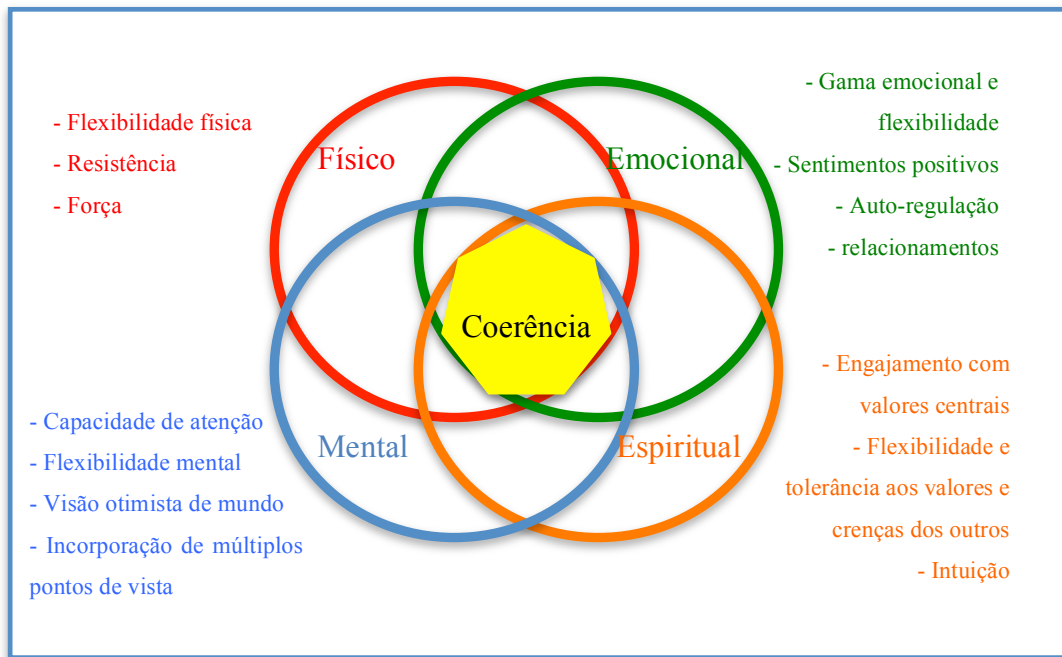 - Flexibilidade física
- Resistência
- Força
Físico
Emocional
- Gama emocional e
flexibilidade
- Sentimentos positivos
- Auto-regulação
- relacionamentos
Coerência
- Capacidade de atenção
- Flexibilidade mental
- Visão otimista de mundo
- Incorporação de múltiplos
pontos de vista
Mental
Espiritual
- Engajamento com
valores centrais
- Flexibilidade e
tolerância aos valores e
crenças dos outros
- Intuição